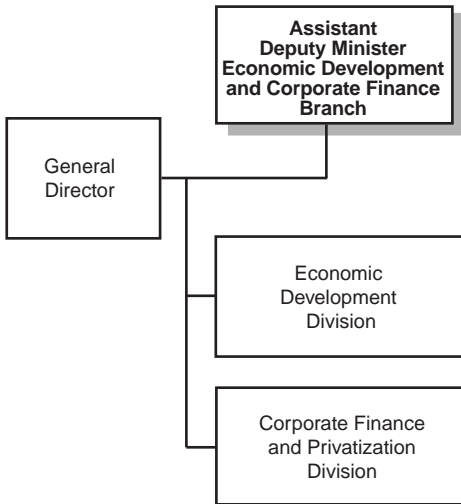 Assistant
Deputy Minister
Economic Development
and Corporate Finance
Branch
General
Director
Economic
Development
Division
Corporate Finance
and Privatization
Division